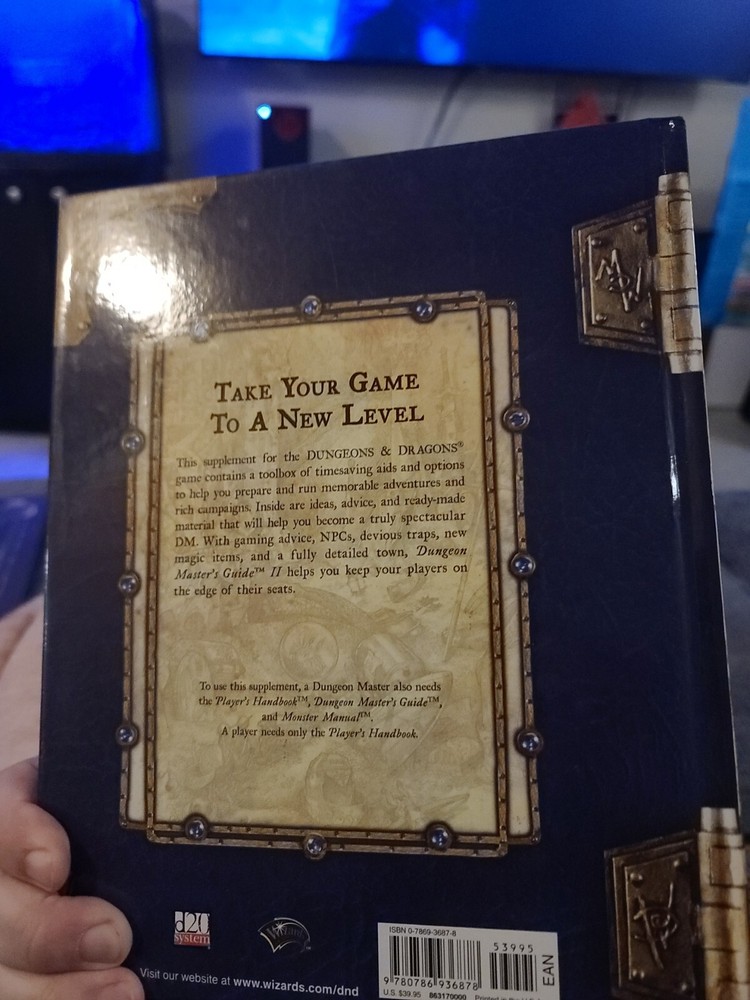 TAKE YOUR GAME
TO A NEW LEVEL
This supplement for the DUNGEONS & DRAGONS®
game contains a toolbox of timesaving aids and options
to help you prepare and run memorable adventures and
rich campaigns. Inside are ideas, advice, and ready-made
material that will help you become a truly spectacular
DM. With gaming advice, NPCs, devious traps, new
magic items, and a fully detailed town, Dungeon
Master's Guide™ II helps you keep your players on
the edge of their seats.
To use this supplement, a Dungeon Master also needs
the Player's Handbook™, Dungeon Master's Guide™,
and Monster Manual™.
A player needs only the Player's Handbook.
d20
system
Wizards
Visit our website at www.wizards.com/dnd
ISBN 0-7869-3687-8
53995
9 780786 936878
EAN
U.S. $39.95 863179000 Printed in the